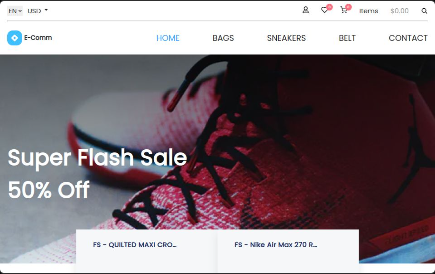 EN
USD
Items
$0.00
E-Comm
HOME
BAGS
SNEAKERS
BELT
CONTACT
Super Flash Sale
50% Off
FS - QUILTED MAXI CRO...
FS - Nike Air Max 270 R...